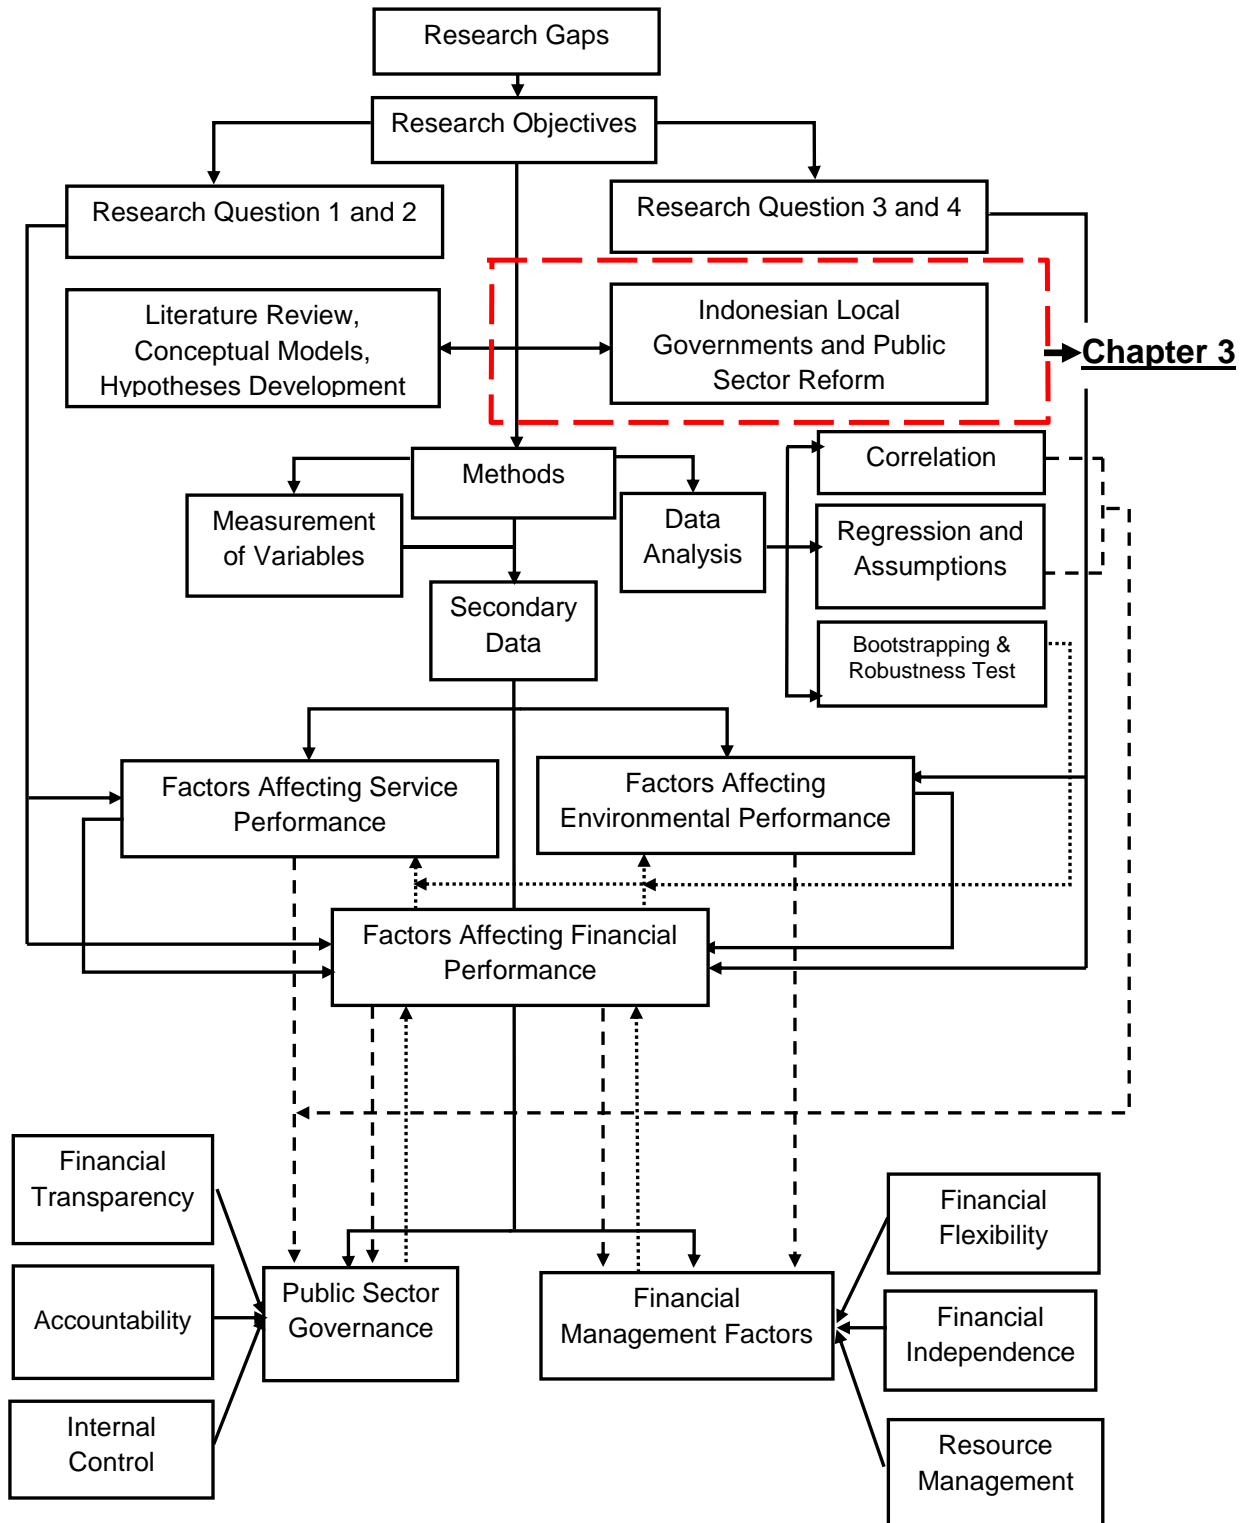 Research Gaps
Research Objectives
Research Question 1 and 2
Research Question 3 and 4
Literature Review,
Conceptual Models,
Hypotheses Development
Indonesian Local
Governments and Public
Sector Reform
Chapter 3
Methods
Correlation
Measurement
of Variables
Data
Analysis
Regression and
Assumptions
Secondary
Data
Bootstrapping &
Robustness Test
Factors Affecting Service
Performance
Factors Affecting
Environmental Performance
Factors Affecting Financial
Performance
Financial
Transparency
Financial
Flexibility
Accountability
Public Sector
Governance
Financial
Management Factors
Financial
Independence
Internal
Control
Resource
Management